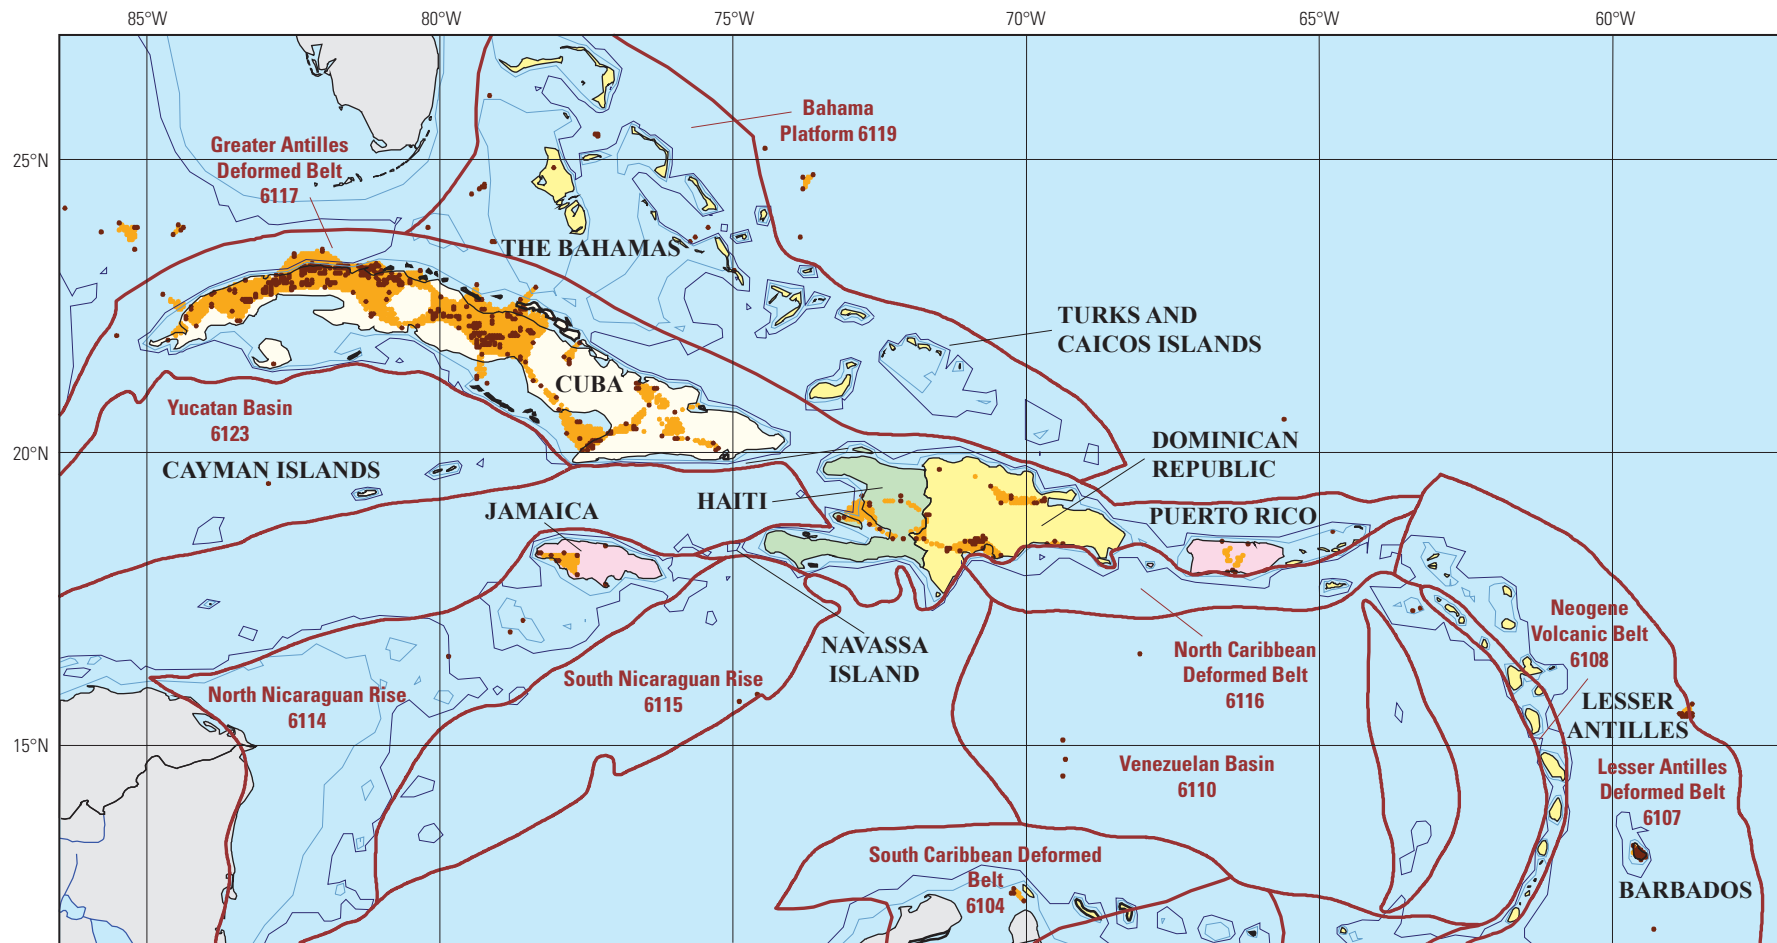 85°W
80°W
75°W
70°W
65°W
60°W
25°N
20°N
15°N
Bahama
Platform 6119
Greater Antilles
Deformed Belt
6117
THE BAHAMAS
TURKS AND
CAICOS ISLANDS
CUBA
Yucatan Basin
6123
CAYMAN ISLANDS
DOMINICAN
REPUBLIC
HAITI
JAMAICA
PUERTO RICO
NAVASSA
ISLAND
North Caribbean
Deformed Belt
6116
Neogene
Volcanic Belt
6108
North Nicaraguan Rise
6114
South Nicaraguan Rise
6115
LESSER
ANTILLES
Venezuelan Basin
6110
Lesser Antilles
Deformed Belt
6107
South Caribbean Deformed
Belt
6104
BARBADOS